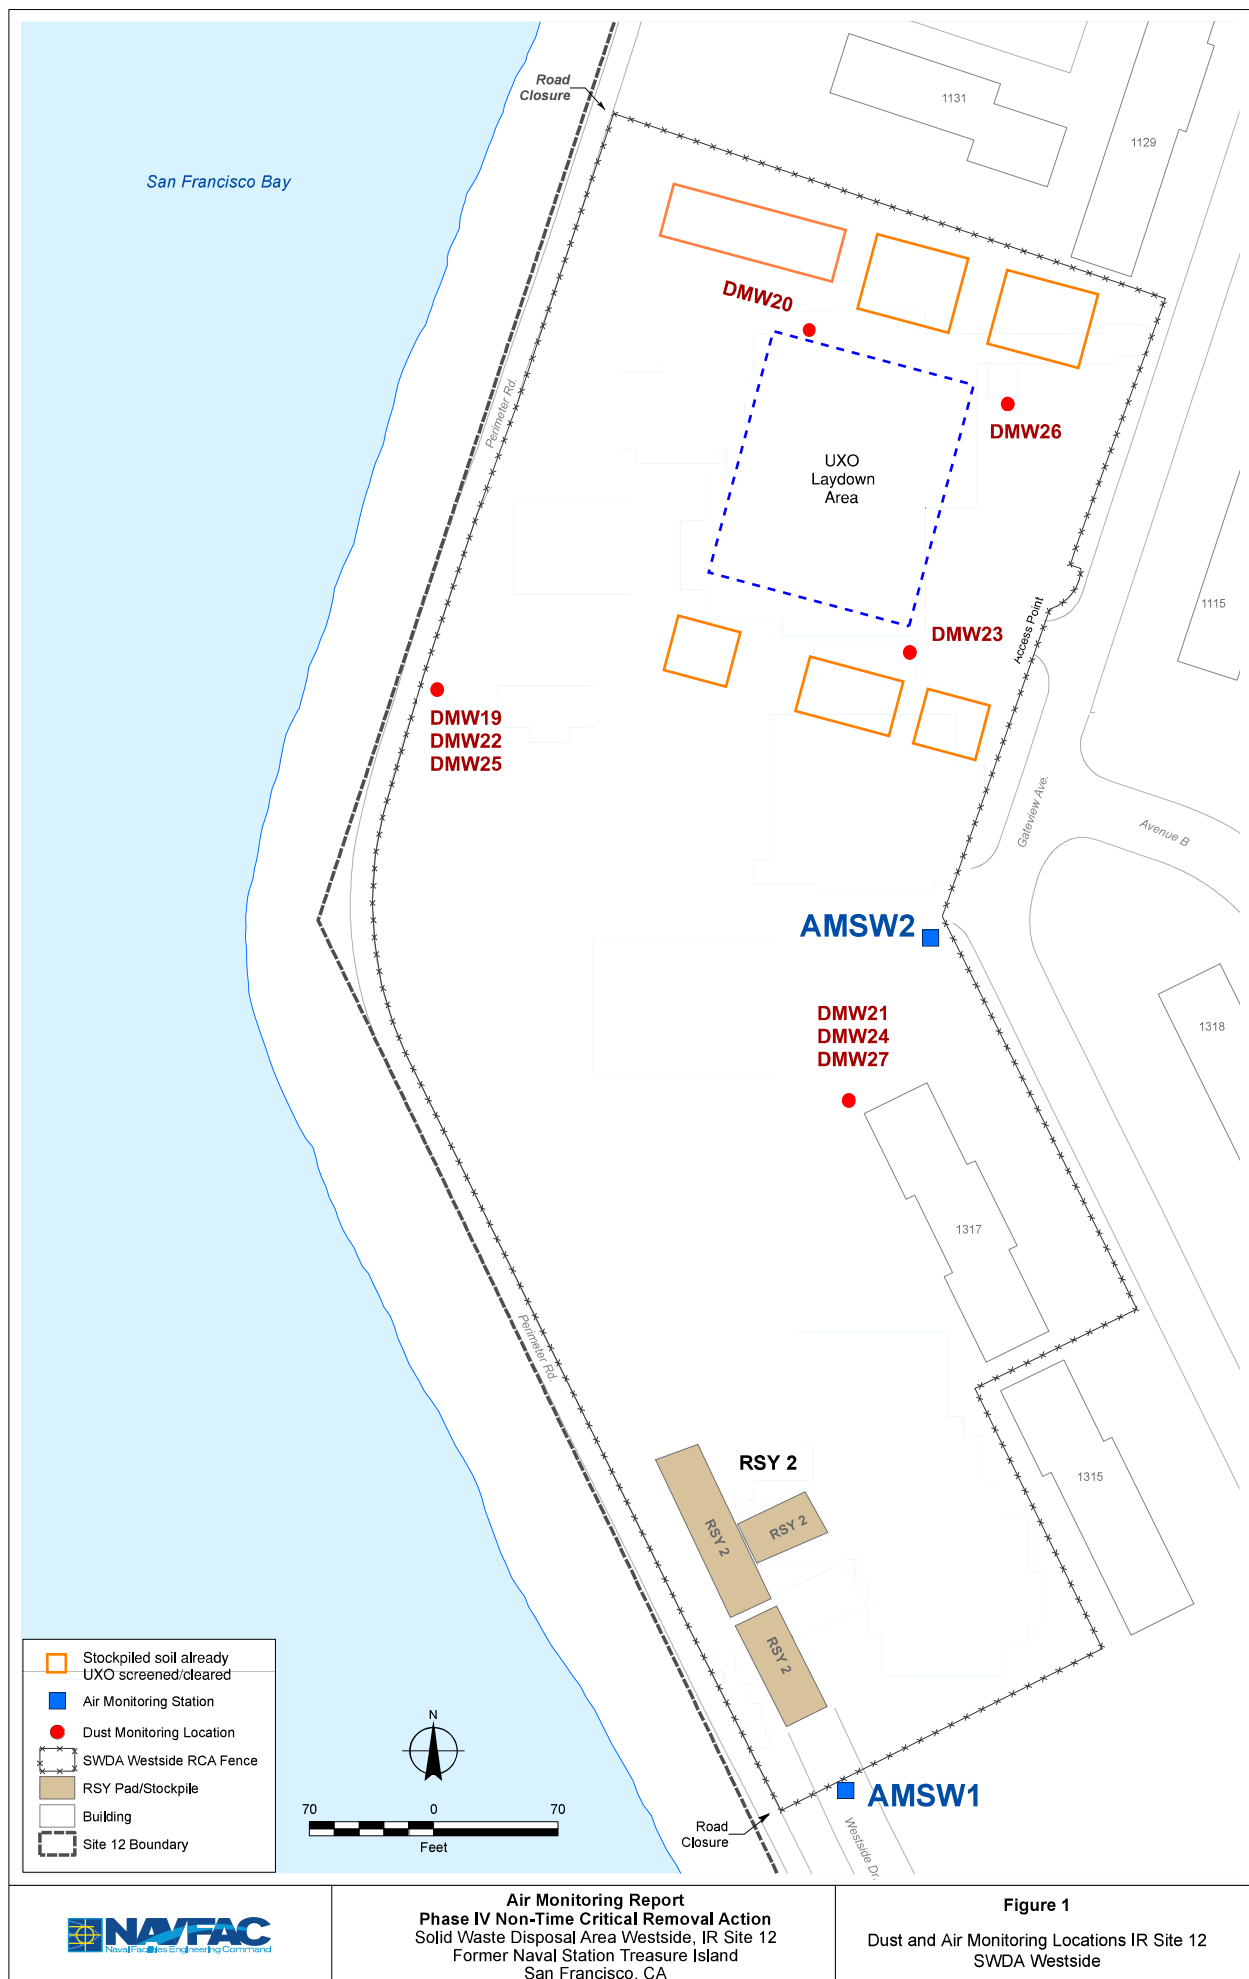 Road
Closure
1131
1129
San Francisco Bay
DMW20
Perimeter Rd.
DMW26
UXO
Laydown
Area
1115
Access Point
DMW23
DMW19
DMW22
DMW25
Gateview Ave.
Avenue B
AMSW2
DMW21
DMW24
DMW27
1318
1317
Perimeter Rd.
RSY 2
1315
RSY 2
RSY 2
RSY 2
Stockpiled soil already
UXO screened/cleared
Air Monitoring Station
Dust Monitoring Location
SWDA Westside RCA Fence
RSY Pad/Stockpile
Building
Site 12 Boundary
N
70 0 70
Feet
AMSW1
Road
Closure
Westside Dr.
NAVFAC
Naval Facilities Engineering Command
Air Monitoring Report
Phase IV Non-Time Critical Removal Action
Solid Waste Disposal Area Westside, IR Site 12
Former Naval Station Treasure Island
San Francisco, CA
Figure 1
Dust and Air Monitoring Locations IR Site 12
SWDA Westside